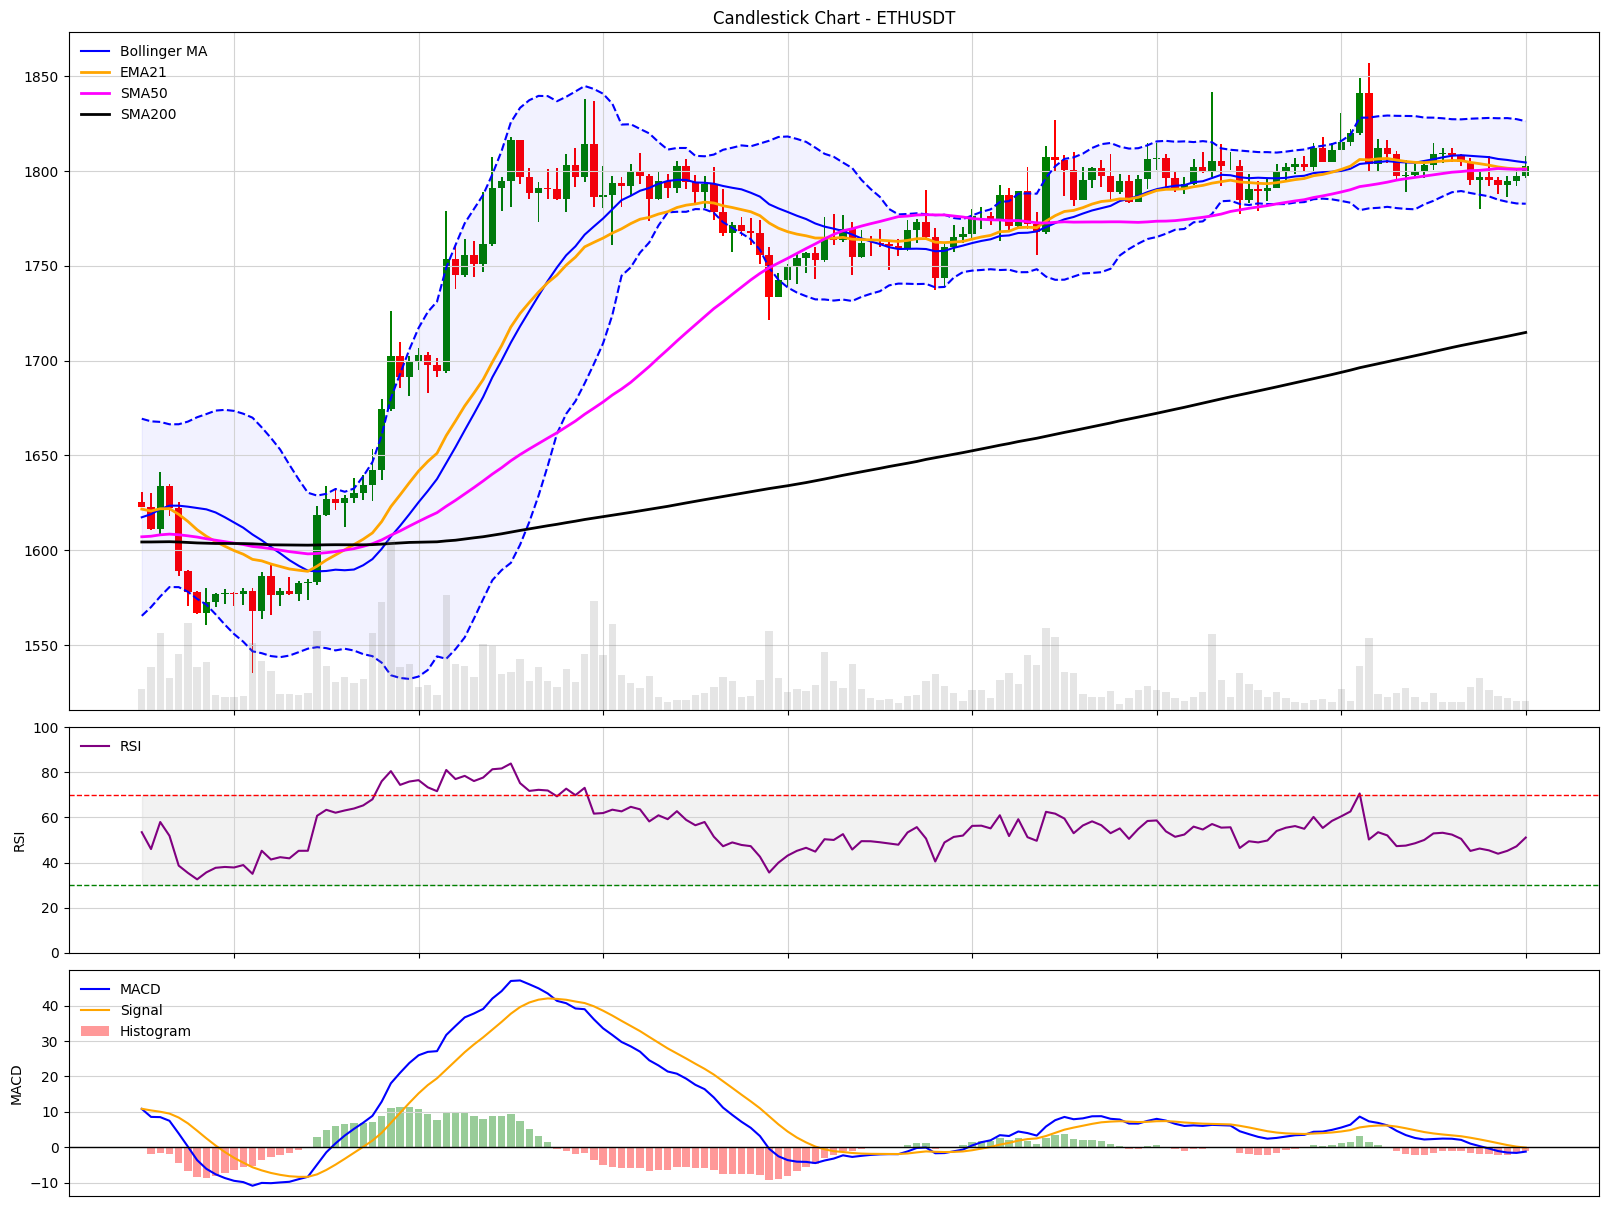 Candlestick Chart - ETHUSDT
Bollinger MA
EMA21
SMA50
SMA200
1850
1800
1750
1700
1650
1600
1550
RSI
100
80
60
40
20
0
RSI
MACD
Signal
Histogram
40
30
20
10
0
−10
MACD